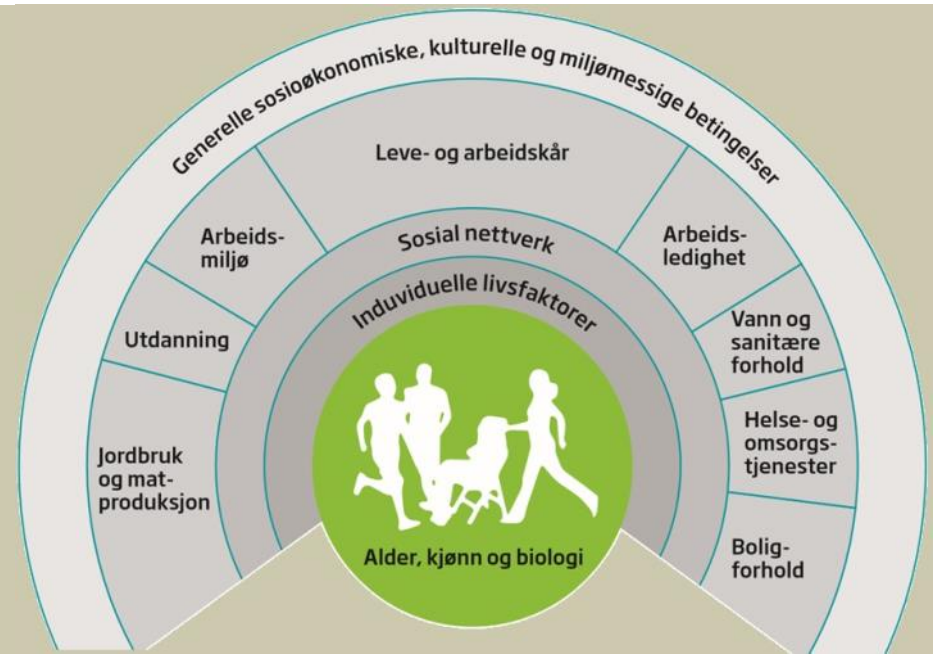 Generelle sosioøkonomiske, kulturelle og miljømessige betingelser
Leve- og arbeidskår
Arbeids-
miljø
Utdanning
Jordbruk
og mat-
produksjon
Arbeids-
ledighet
Vann og
sanitære
forhold
Helse- og
omsorgs-
tjenester
Bolig-
forhold
Sosial nettverk
Induviduelle livsfaktorer
Alder, kjønn og biologi